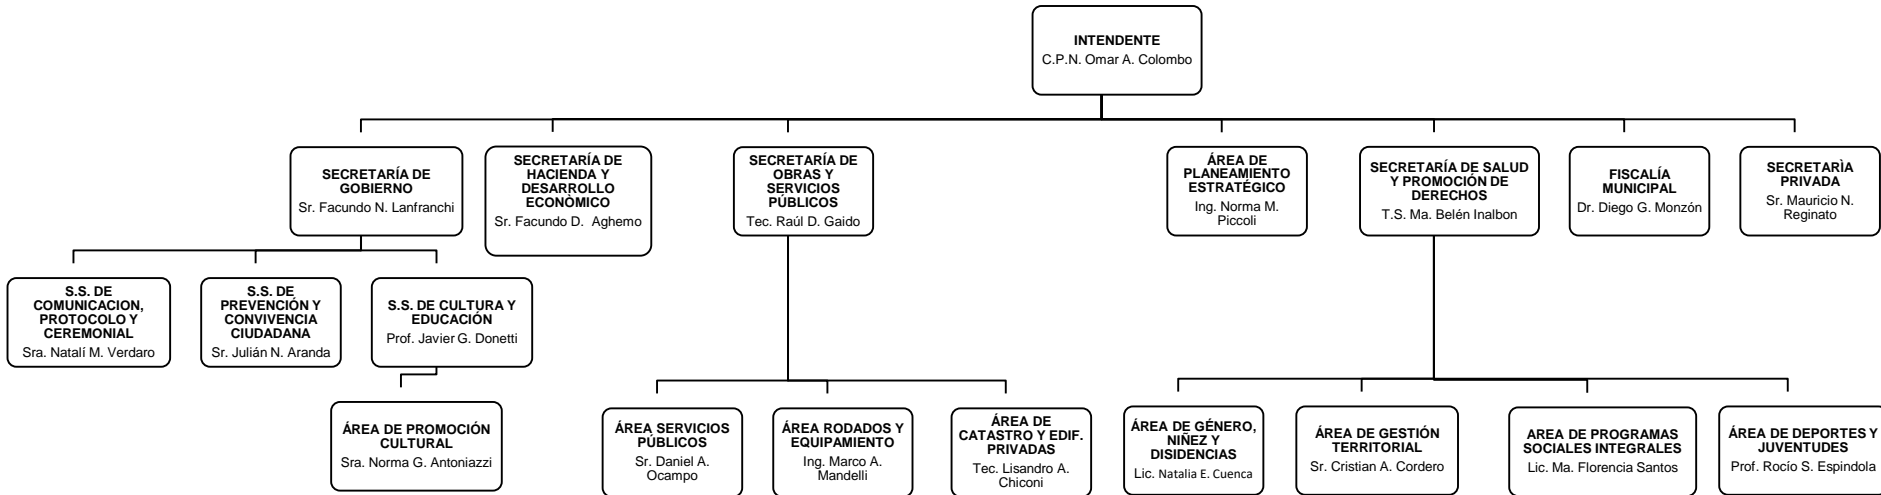 INTENDENTE
C.P.N. Omar A. Colombo
SECRETARÍA DE
GOBIERNO
Sr. Facundo N. Lanfranchi
SECRETARÍA DE
HACIENDA Y
DESARROLLO
ECONÒMICO
Sr. Facundo D. Aghemo
SECRETARÍA DE
OBRAS Y
SERVICIOS
PÚBLICOS
Tec. Raúl D. Gaido
ÁREA DE
PLANEAMIENTO
ESTRATÉGICO
Ing. Norma M.
Piccoli
SECRETARÍA DE SALUD
Y PROMOCIÓN DE
DERECHOS
T.S. Ma. Belén Inalbon
FISCALÍA
MUNICIPAL
Dr. Diego G. Monzón
SECRETARÌA
PRIVADA
Sr. Mauricio N.
Reginato
S.S. DE
COMUNICACION,
PROTOCOLO Y
CEREMONIAL
Sra. Natalí M. Verdaro
S.S. DE
PREVENCIÓN Y
CONVIVENCIA
CIUDADANA
Sr. Julián N. Aranda
S.S. DE CULTURA Y
EDUCACIÓN
Prof. Javier G. Donetti
ÁREA DE PROMOCIÓN
CULTURAL
Sra. Norma G. Antoniazzi
ÁREA SERVICIOS
PÚBLICOS
Sr. Daniel A.
Ocampo
ÁREA RODADOS Y
EQUIPAMIENTO
Ing. Marco A.
Mandelli
ÁREA DE
CATASTRO Y EDIF.
PRIVADAS
Tec. Lisandro A.
Chiconi
ÁREA DE GÉNERO,
NIÑEZ Y
DISIDENCIAS
Lic. Natalia E. Cuenca
ÁREA DE GESTIÓN
TERRITORIAL
Sr. Cristian A. Cordero
AREA DE PROGRAMAS
SOCIALES INTEGRALES
Lic. Ma. Florencia Santos
ÁREA DE DEPORTES Y
JUVENTUDES
Prof. Rocío S. Espindola